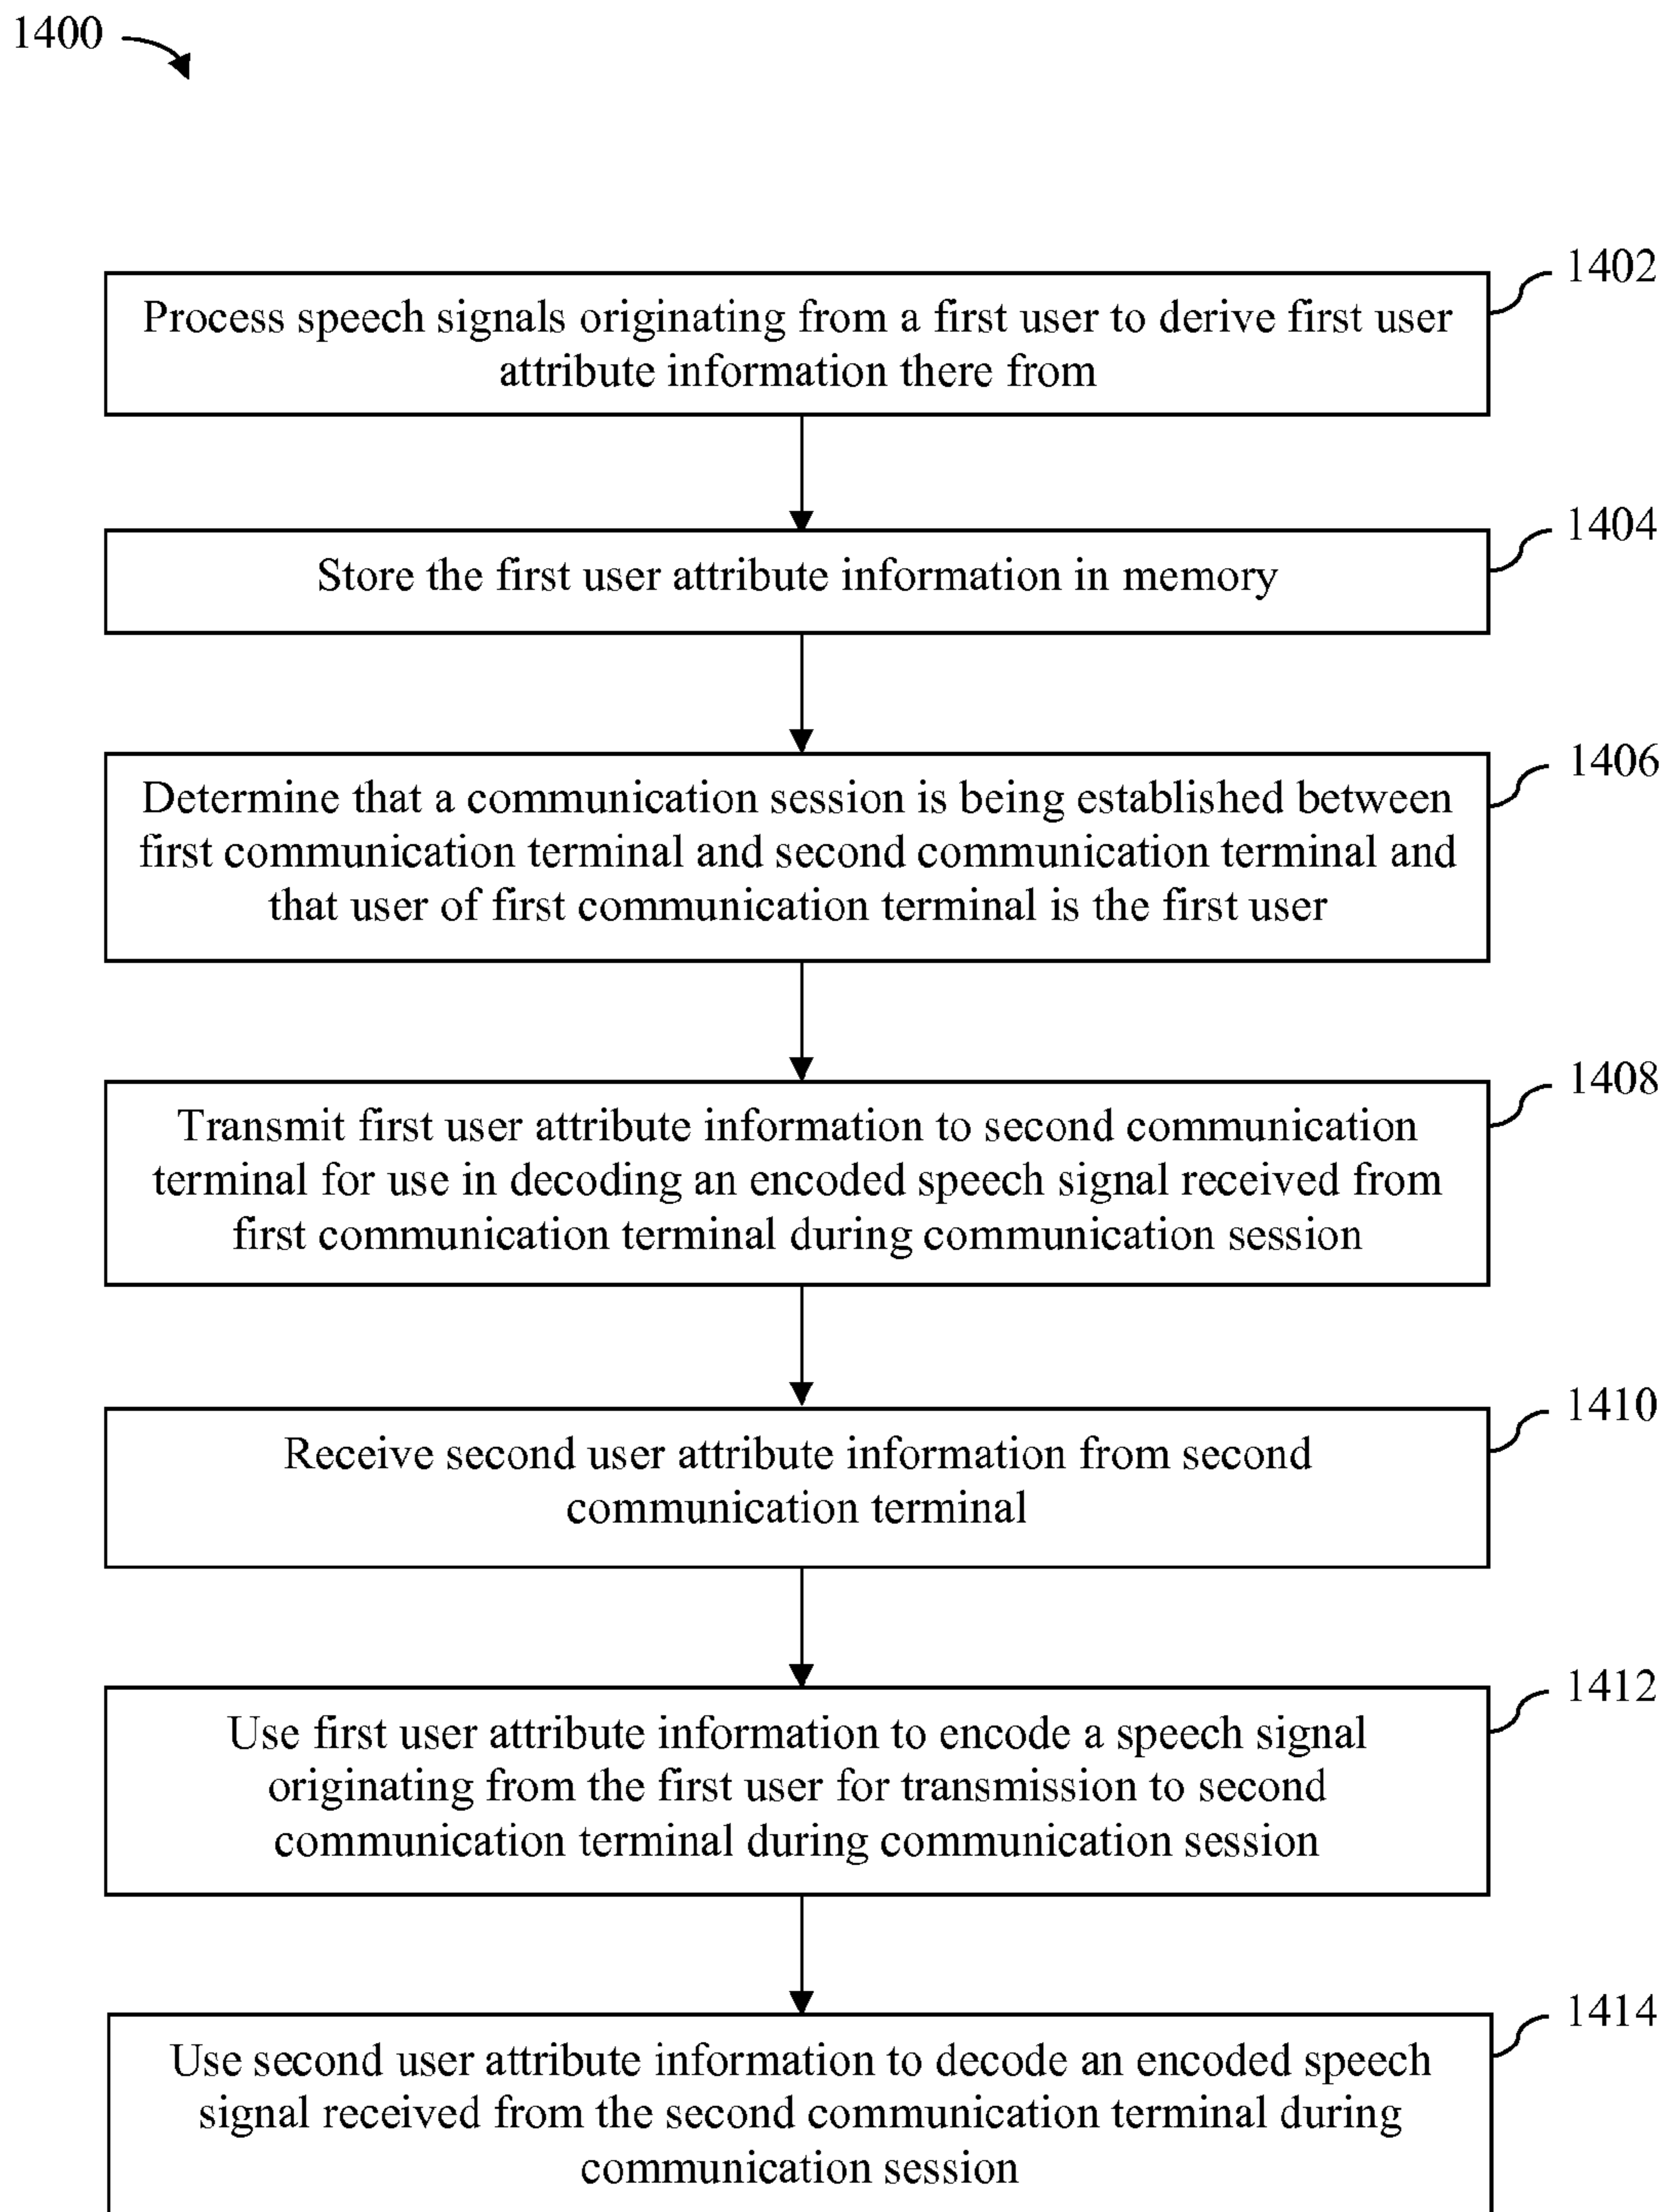 1400
1402
Process speech signals originating from a first user to derive first user
attribute information there from
1404
Store the first user attribute information in memory
1406
Determine that a communication session is being established between
first communication terminal and second communication terminal and
that user of first communication terminal is the first user
1408
Transmit first user attribute information to second communication
terminal for use in decoding an encoded speech signal received from
first communication terminal during communication session
1410
Receive second user attribute information from second
communication terminal
1412
Use first user attribute information to encode a speech signal
originating from the first user for transmission to second
communication terminal during communication session
1414
Use second user attribute information to decode an encoded speech
signal received from the second communication terminal during
communication session